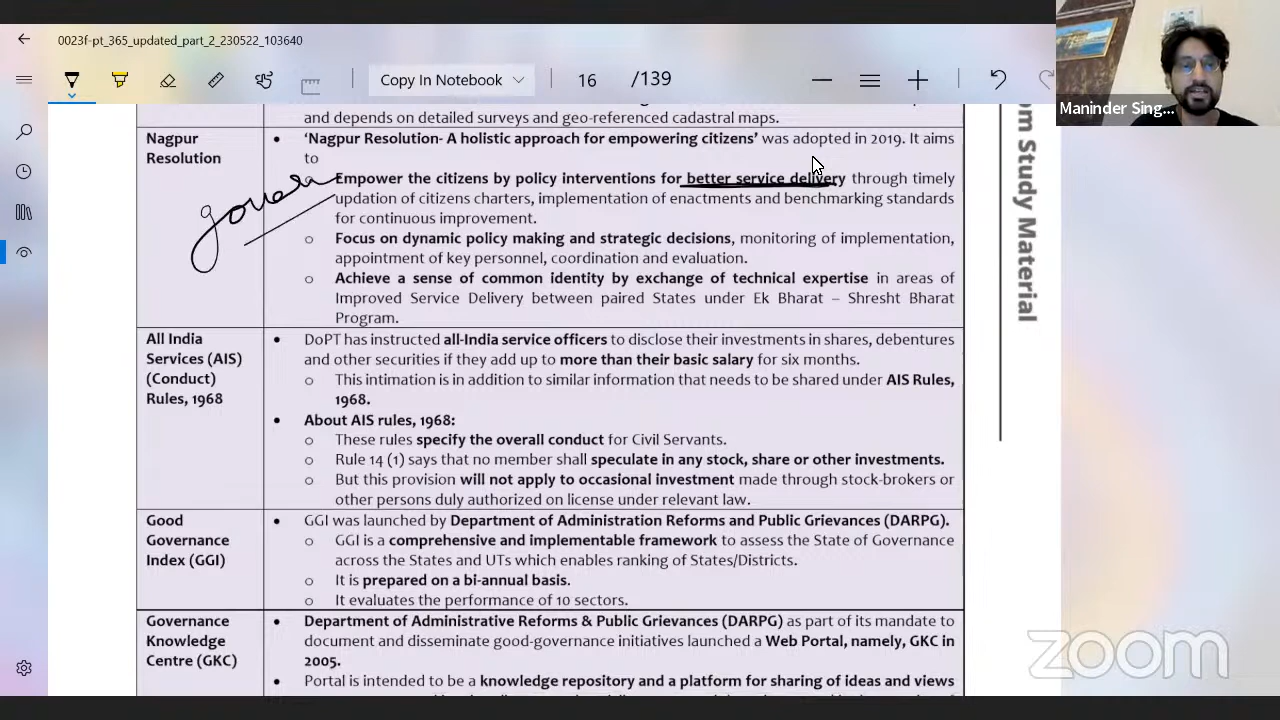 0023f-pt_365_updated_part_2_230522_103640
Copy In Notebook
16 /139
Maninder Sing...
and depends on detailed surveys and geo-referenced cadastral maps.
Nagpur
Resolution
• 'Nagpur Resolution- A holistic approach for empowering citizens' was adopted in 2019. It aims
to
Empower the citizens by policy interventions for better service delivery through timely
updation of citizens charters, implementation of enactments and benchmarking standards
for continuous improvement.
o Focus on dynamic policy making and strategic decisions, monitoring of implementation,
appointment of key personnel, coordination and evaluation.
o Achieve a sense of common identity by exchange of technical expertise in areas of
Improved Service Delivery between paired States under Ek Bharat – Shresht Bharat
Program.
All India
Services (AIS)
(Conduct)
Rules, 1968
• DoPT has instructed all-India service officers to disclose their investments in shares, debentures
and other securities if they add up to more than their basic salary for six months.
o This intimation is in addition to similar information that needs to be shared under AIS Rules,
1968.
• About AIS rules, 1968:
o These rules specify the overall conduct for Civil Servants.
o Rule 14 (1) says that no member shall speculate in any stock, share or other investments.
o But this provision will not apply to occasional investment made through stock-brokers or
other persons duly authorized on license under relevant law.
Good
Governance
Index (GGI)
• GGI was launched by Department of Administration Reforms and Public Grievances (DARPG).
o GGI is a comprehensive and implementable framework to assess the State of Governance
across the States and UTs which enables ranking of States/Districts.
o It is prepared on a bi-annual basis.
o It evaluates the performance of 10 sectors.
Governance
Knowledge
Centre (GKC)
• Department of Administrative Reforms & Public Grievances (DARPG) as part of its mandate to
document and disseminate good-governance initiatives launched a Web Portal, namely, GKC in
2005.
• Portal is intended to be a knowledge repository and a platform for sharing of ideas and views
Study Material
zoom